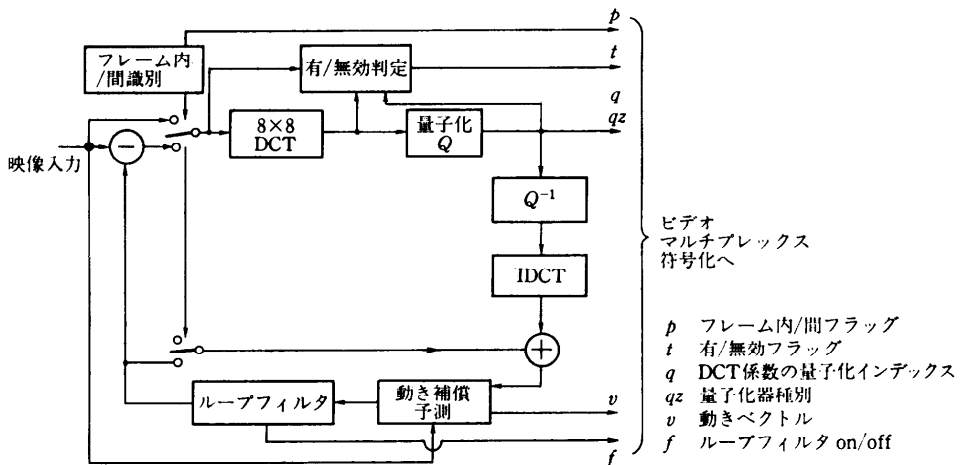 p
フレーム内
/間識別
有/無効判定
t
q
qz
8×8
DCT
量子化
Q
映像入力
Q⁻¹
IDCT
ビデオ
マルチプレックス
符号化へ
ループフィルタ
動き補償
予測
v
f
p フレーム内/間フラッグ
t 有/無効フラッグ
q DCT係数の量子化インデックス
qz 量子化器種別
v 動きベクトル
f ループフィルタ on/off